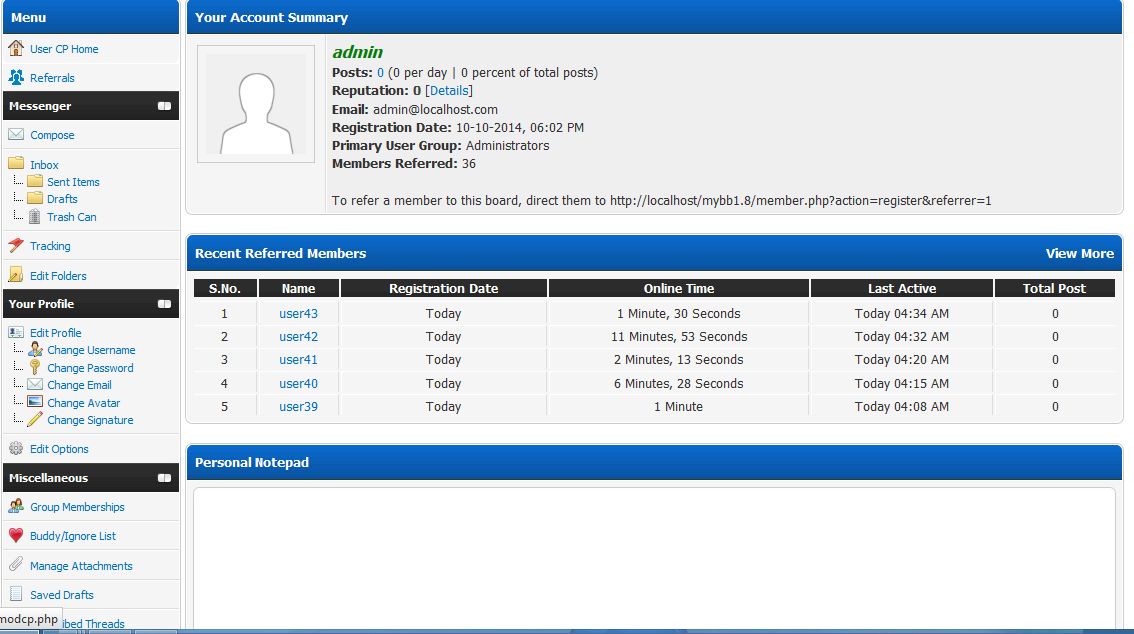 Menu
User CP Home
Referrals
Messenger
Compose
Inbox
Sent Items
Drafts
Trash Can
Tracking
Edit Folders
Your Profile
Edit Profile
Change Username
Change Password
Change Email
Change Avatar
Change Signature
Edit Options
Miscellaneous
Group Memberships
Buddy/Ignore List
Manage Attachments
Saved Drafts
modcp.php
ibed Threads
Your Account Summary
admin
Posts: 0 (0 per day | 0 percent of total posts)
Reputation: 0 [Details]
Email: admin@localhost.com
Registration Date: 10-10-2014, 06:02 PM
Primary User Group: Administrators
Members Referred: 36
To refer a member to this board, direct them to http://localhost/mybb1.8/member.php?action=register&referrer=1
Recent Referred Members View More
S.No. Name Registration Date Online Time Last Active Total Post
1 user43 Today 1 Minute, 30 Seconds Today 04:34 AM 0
2 user42 Today 11 Minutes, 53 Seconds Today 04:32 AM 0
3 user41 Today 2 Minutes, 13 Seconds Today 04:20 AM 0
4 user40 Today 6 Minutes, 28 Seconds Today 04:15 AM 0
5 user39 Today 1 Minute Today 04:08 AM 0
Personal Notepad